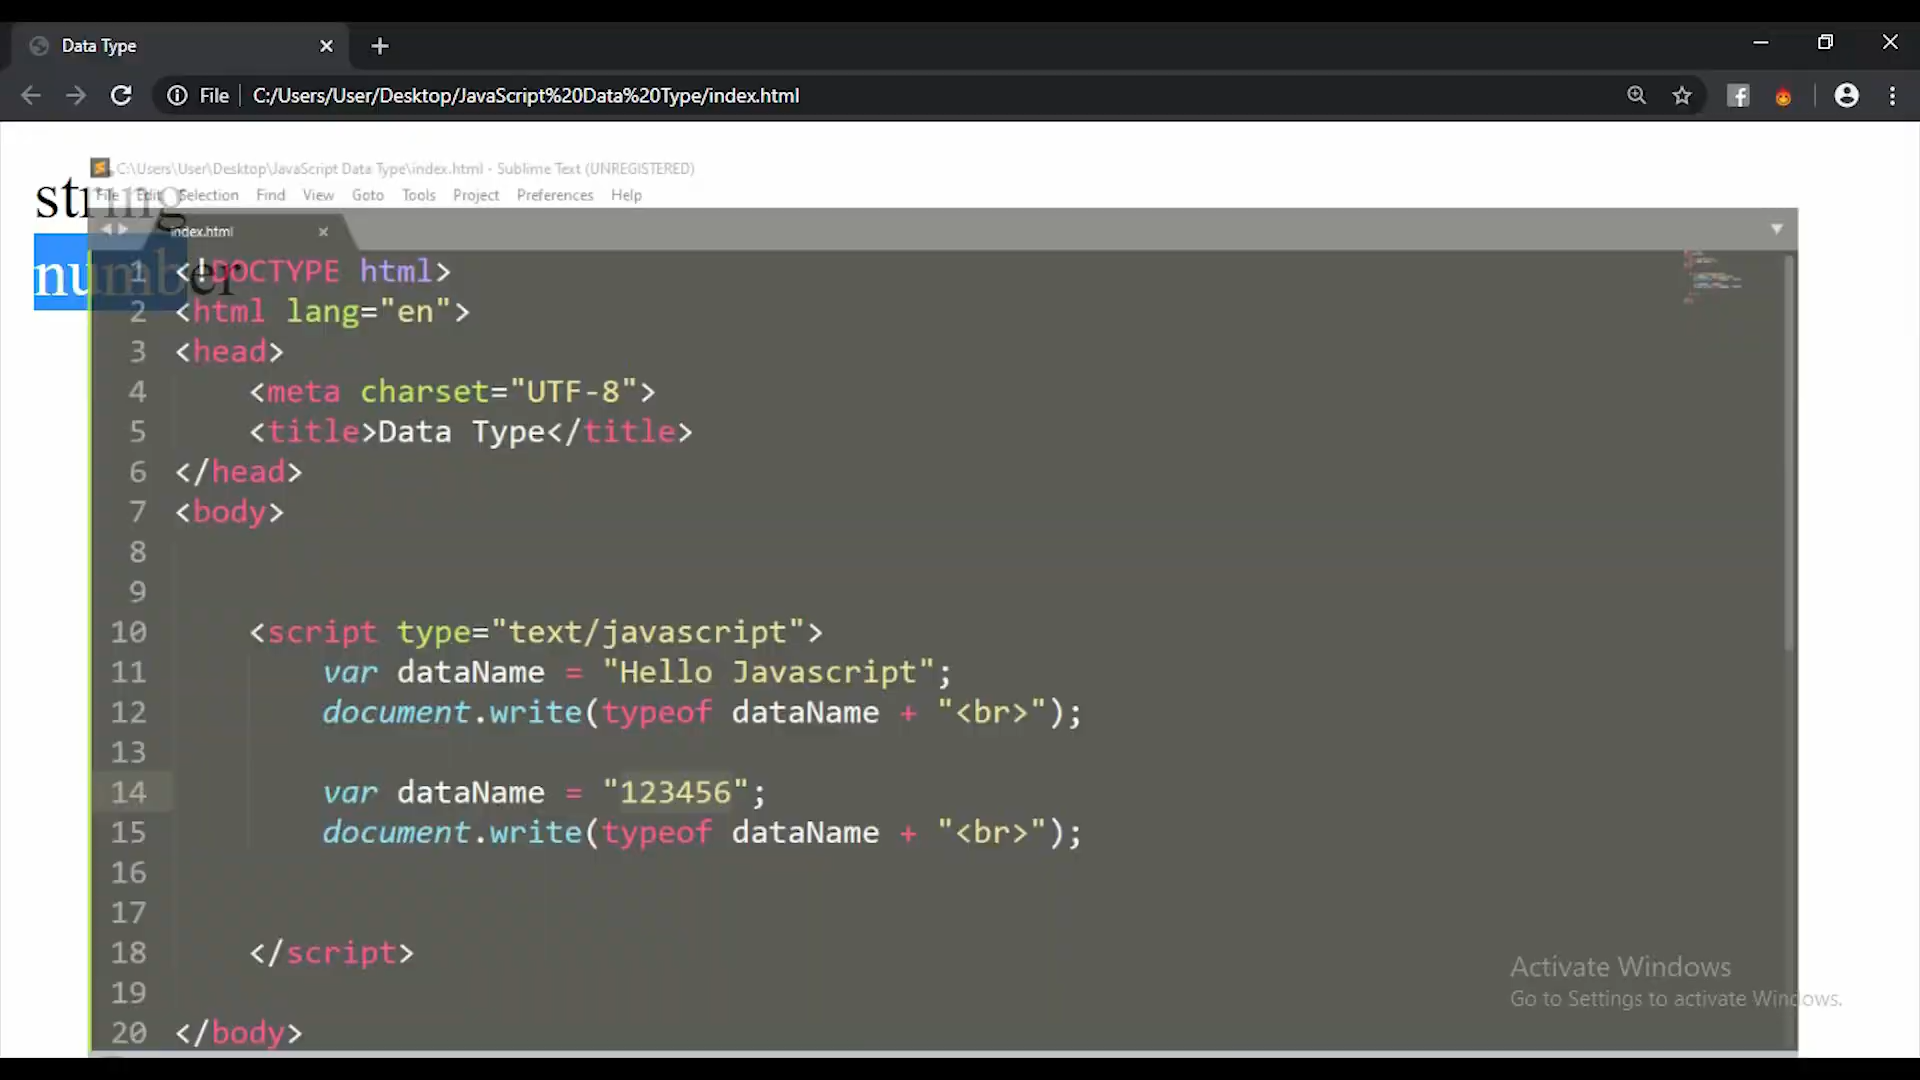 Data Type
File
C:/Users/User/Desktop/JavaScript%20Data%20Type/index.html
C:\Users\User\Desktop\JavaScript Data Type\index.html - Sublime Text (UNREGISTERED)
string
File Edit Selection Find View Goto Tools Project Preferences Help
index.html
number
1 <!DOCTYPE html>
2 <html lang="en">
3 <head>
4 <meta charset="UTF-8">
5 <title>Data Type</title>
6 </head>
7 <body>
8
9
10 <script type="text/javascript">
11 var dataName = "Hello Javascript";
12 document.write(typeof dataName + "<br>");
13
14 var dataName = "123456";
15 document.write(typeof dataName + "<br>");
16
17
18 </script>
19
20 </body>
Activate Windows
Go to Settings to activate Windows.